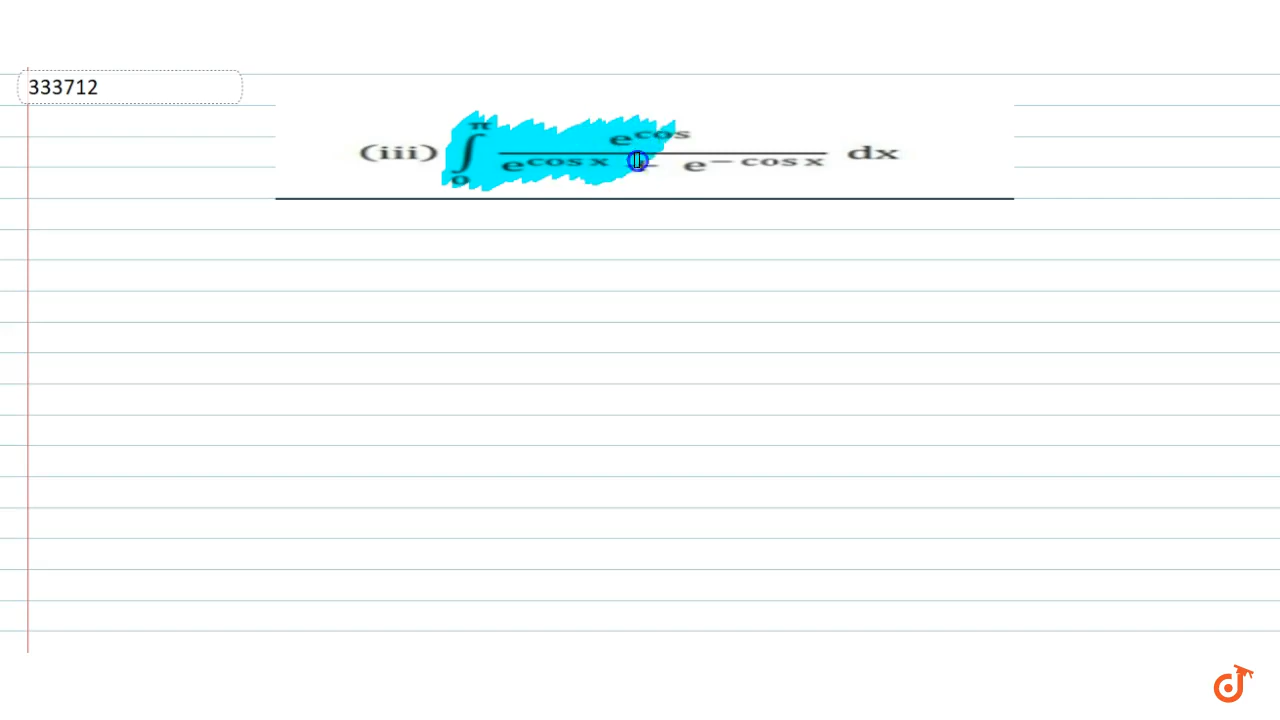 333712
(iii) ∫₀^π e^cos / (e^cos x + e^− cos x) dx